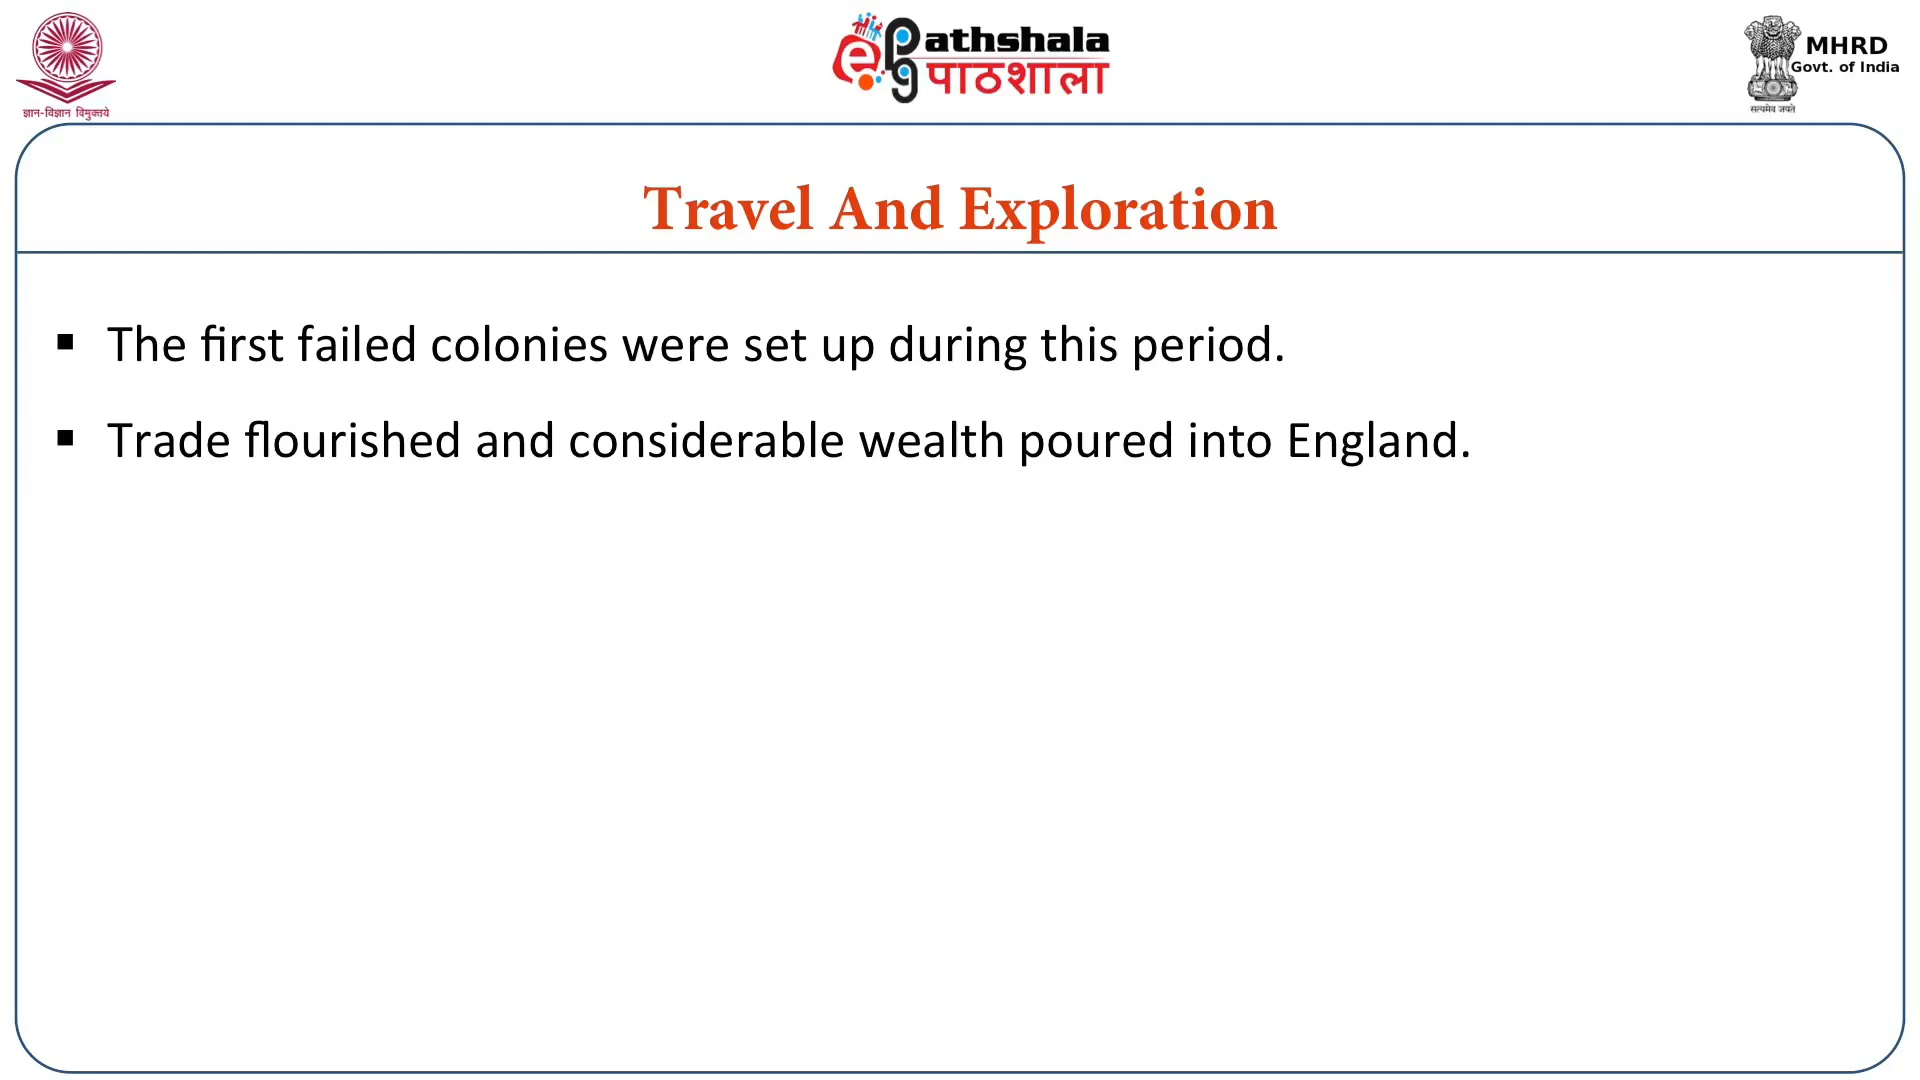 ज्ञान-विज्ञान विमुक्तये
ePathshala
पाठशाला
MHRD
Govt. of India
सत्यमेव जयते
Travel And Exploration
▪ The first failed colonies were set up during this period.
▪ Trade flourished and considerable wealth poured into England.